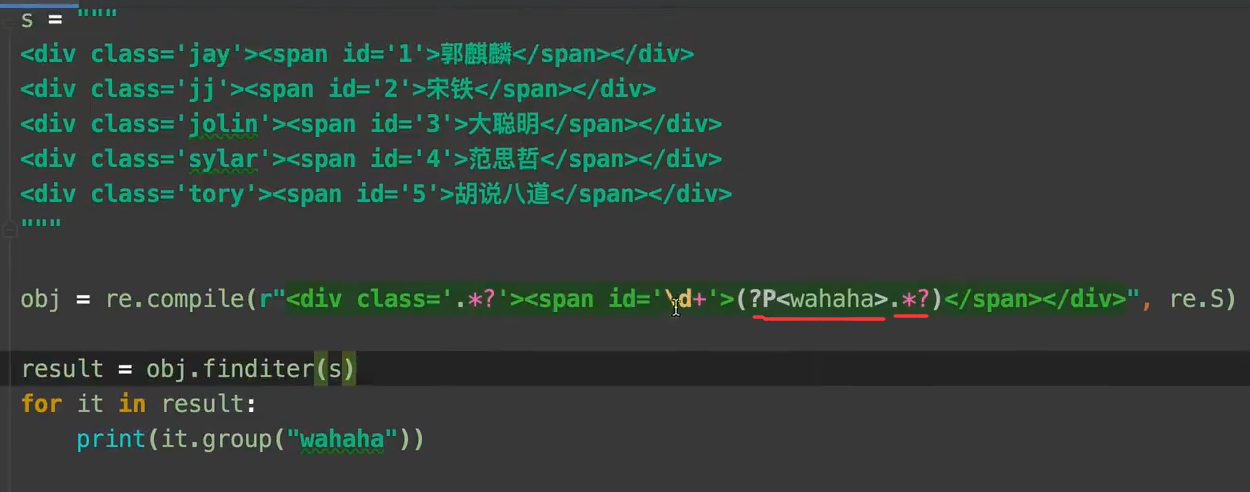 s = """
<div class='jay'><span id='1'>郭麒麟</span></div>
<div class='jj'><span id='2'>宋铁</span></div>
<div class='jolin'><span id='3'>大聪明</span></div>
<div class='sylar'><span id='4'>范思哲</span></div>
<div class='tory'><span id='5'>胡说八道</span></div>
"""
obj = re.compile(r"<div class='.*?'><span id='\d+'>(?P<wahaha>.*?)</span></div>", re.S)
result = obj.finditer(s)
for it in result:
    print(it.group("wahaha"))